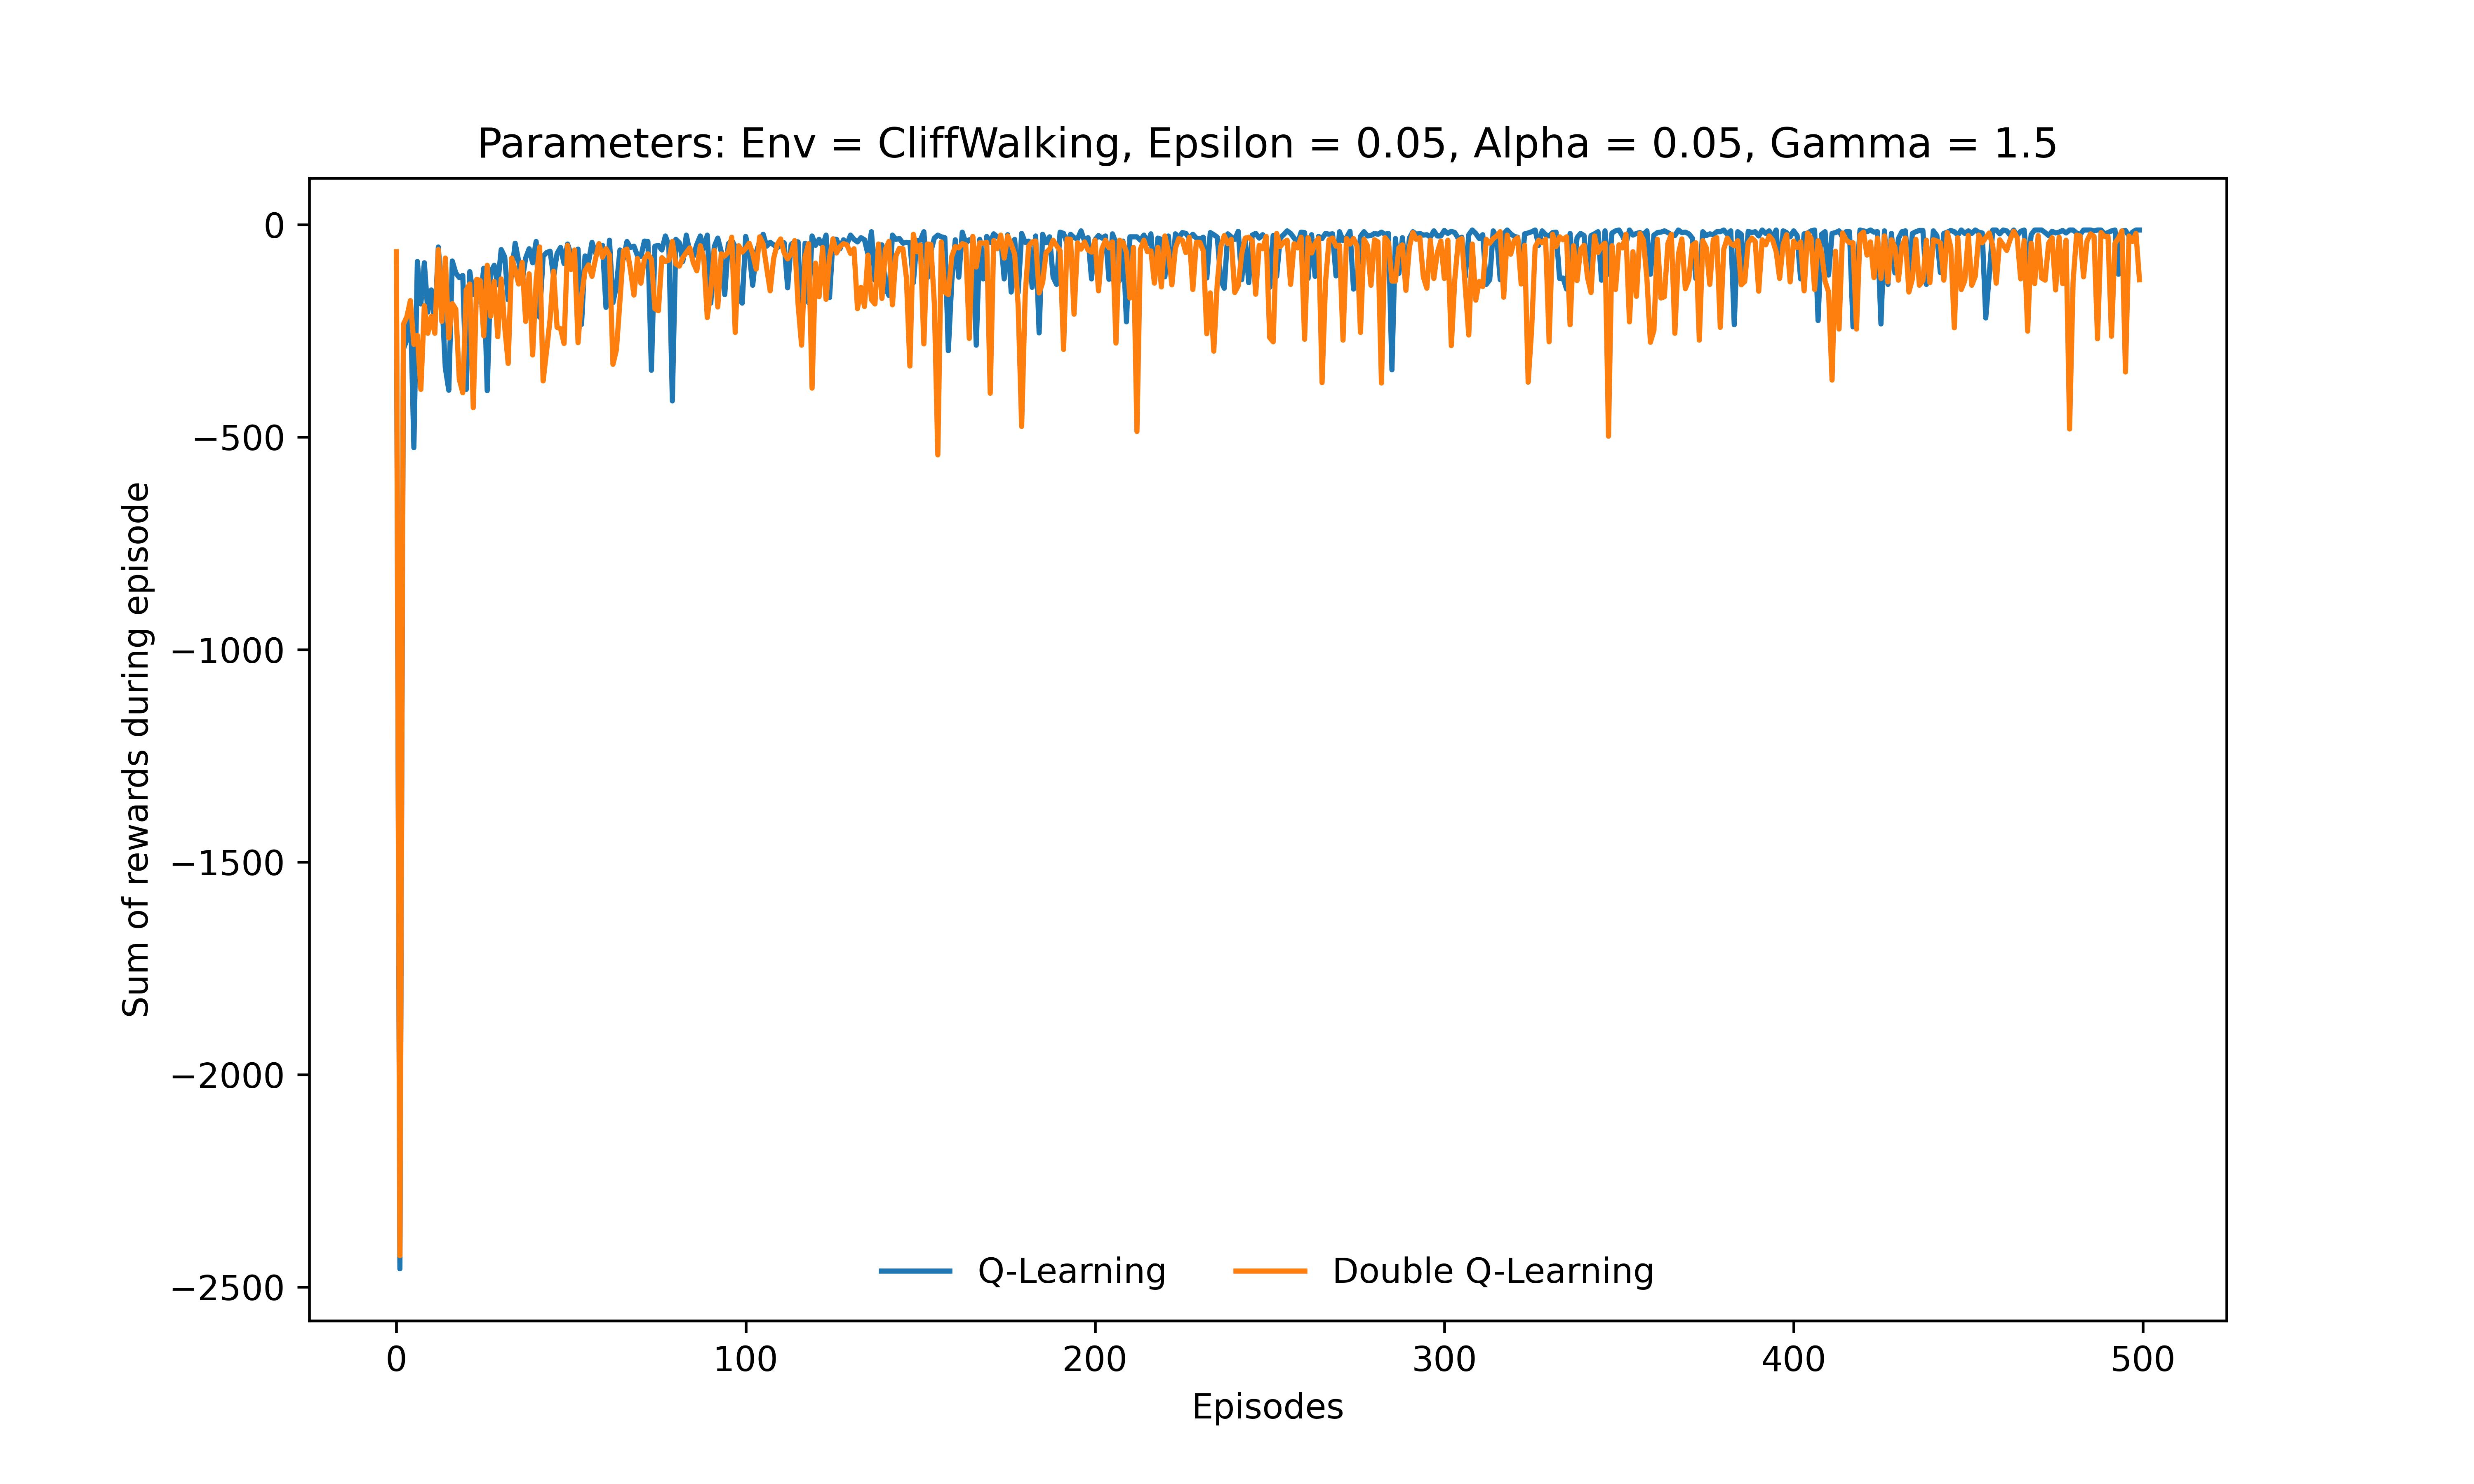 Parameters: Env = CliffWalking, Epsilon = 0.05, Alpha = 0.05, Gamma = 1.5
Sum of rewards during episode
0
−500
−1000
−1500
−2000
−2500
Q-Learning Double Q-Learning
0 100 200 300 400 500
Episodes